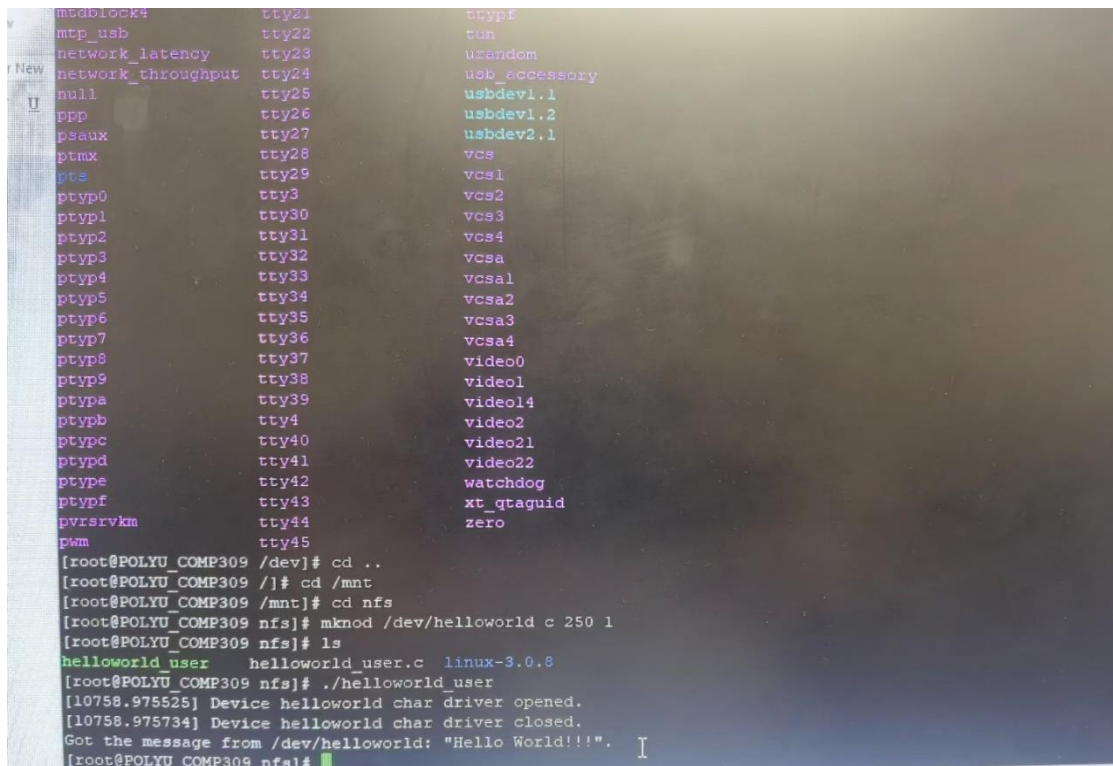 r New
U
mtdblock4 tty21 ttypf
mtp_usb tty22 tun
network_latency tty23 urandom
network_throughput tty24 usb_accessory
null tty25 usbdev1.1
ppp tty26 usbdev1.2
psaux tty27 usbdev2.1
ptmx tty28 vcs
pts tty29 vcs1
ptyp0 tty3 vcs2
ptyp1 tty30 vcs3
ptyp2 tty31 vcs4
ptyp3 tty32 vcsa
ptyp4 tty33 vcsa1
ptyp5 tty34 vcsa2
ptyp6 tty35 vcsa3
ptyp7 tty36 vcsa4
ptyp8 tty37 video0
ptyp9 tty38 video1
ptypa tty39 video14
ptypb tty4 video2
ptypc tty40 video21
ptypd tty41 video22
ptype tty42 watchdog
ptypf tty43 xt_qtaguid
pvrsrvkm tty44 zero
pwm tty45
[root@POLYU_COMP309 /dev]# cd ..
[root@POLYU_COMP309 /]# cd /mnt
[root@POLYU_COMP309 /mnt]# cd nfs
[root@POLYU_COMP309 nfs]# mknod /dev/helloworld c 250 1
[root@POLYU_COMP309 nfs]# ls
helloworld_user helloworld_user.c linux-3.0.8
[root@POLYU_COMP309 nfs]# ./helloworld_user
[10758.975525] Device helloworld char driver opened.
[10758.975734] Device helloworld char driver closed.
Got the message from /dev/helloworld: "Hello World!!!".
[root@POLYU_COMP309 nfs]#